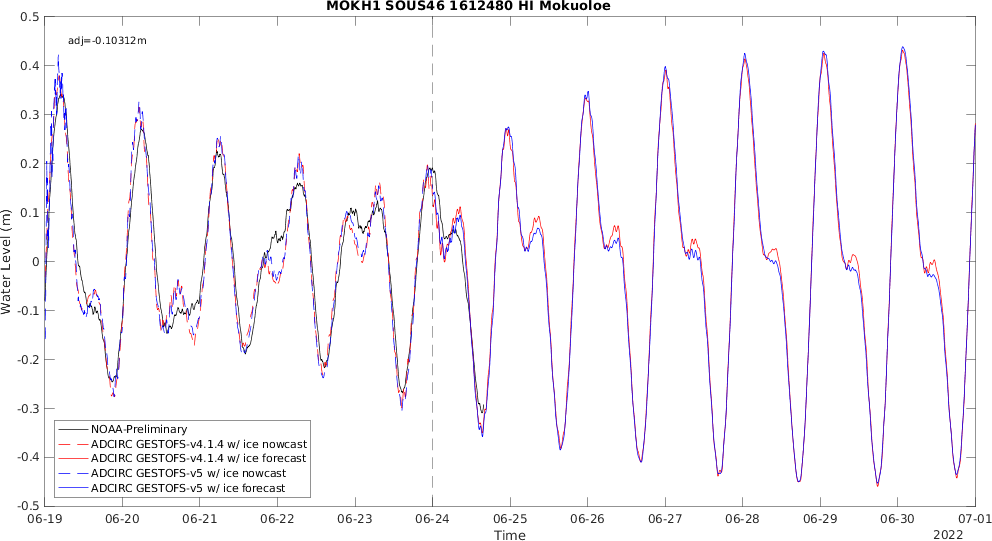 MOKH1 SOUS46 1612480 HI Mokuoloe
adj=-0.10312m
Water Level (m)
0.5
0.4
0.3
0.2
0.1
0
-0.1
-0.2
-0.3
-0.4
-0.5
NOAA-Preliminary
ADCIRC GESTOFS-v4.1.4 w/ ice nowcast
ADCIRC GESTOFS-v4.1.4 w/ ice forecast
ADCIRC GESTOFS-v5 w/ ice nowcast
ADCIRC GESTOFS-v5 w/ ice forecast
06-19 06-20 06-21 06-22 06-23 06-24 06-25 06-26 06-27 06-28 06-29 06-30 07-01
Time
2022